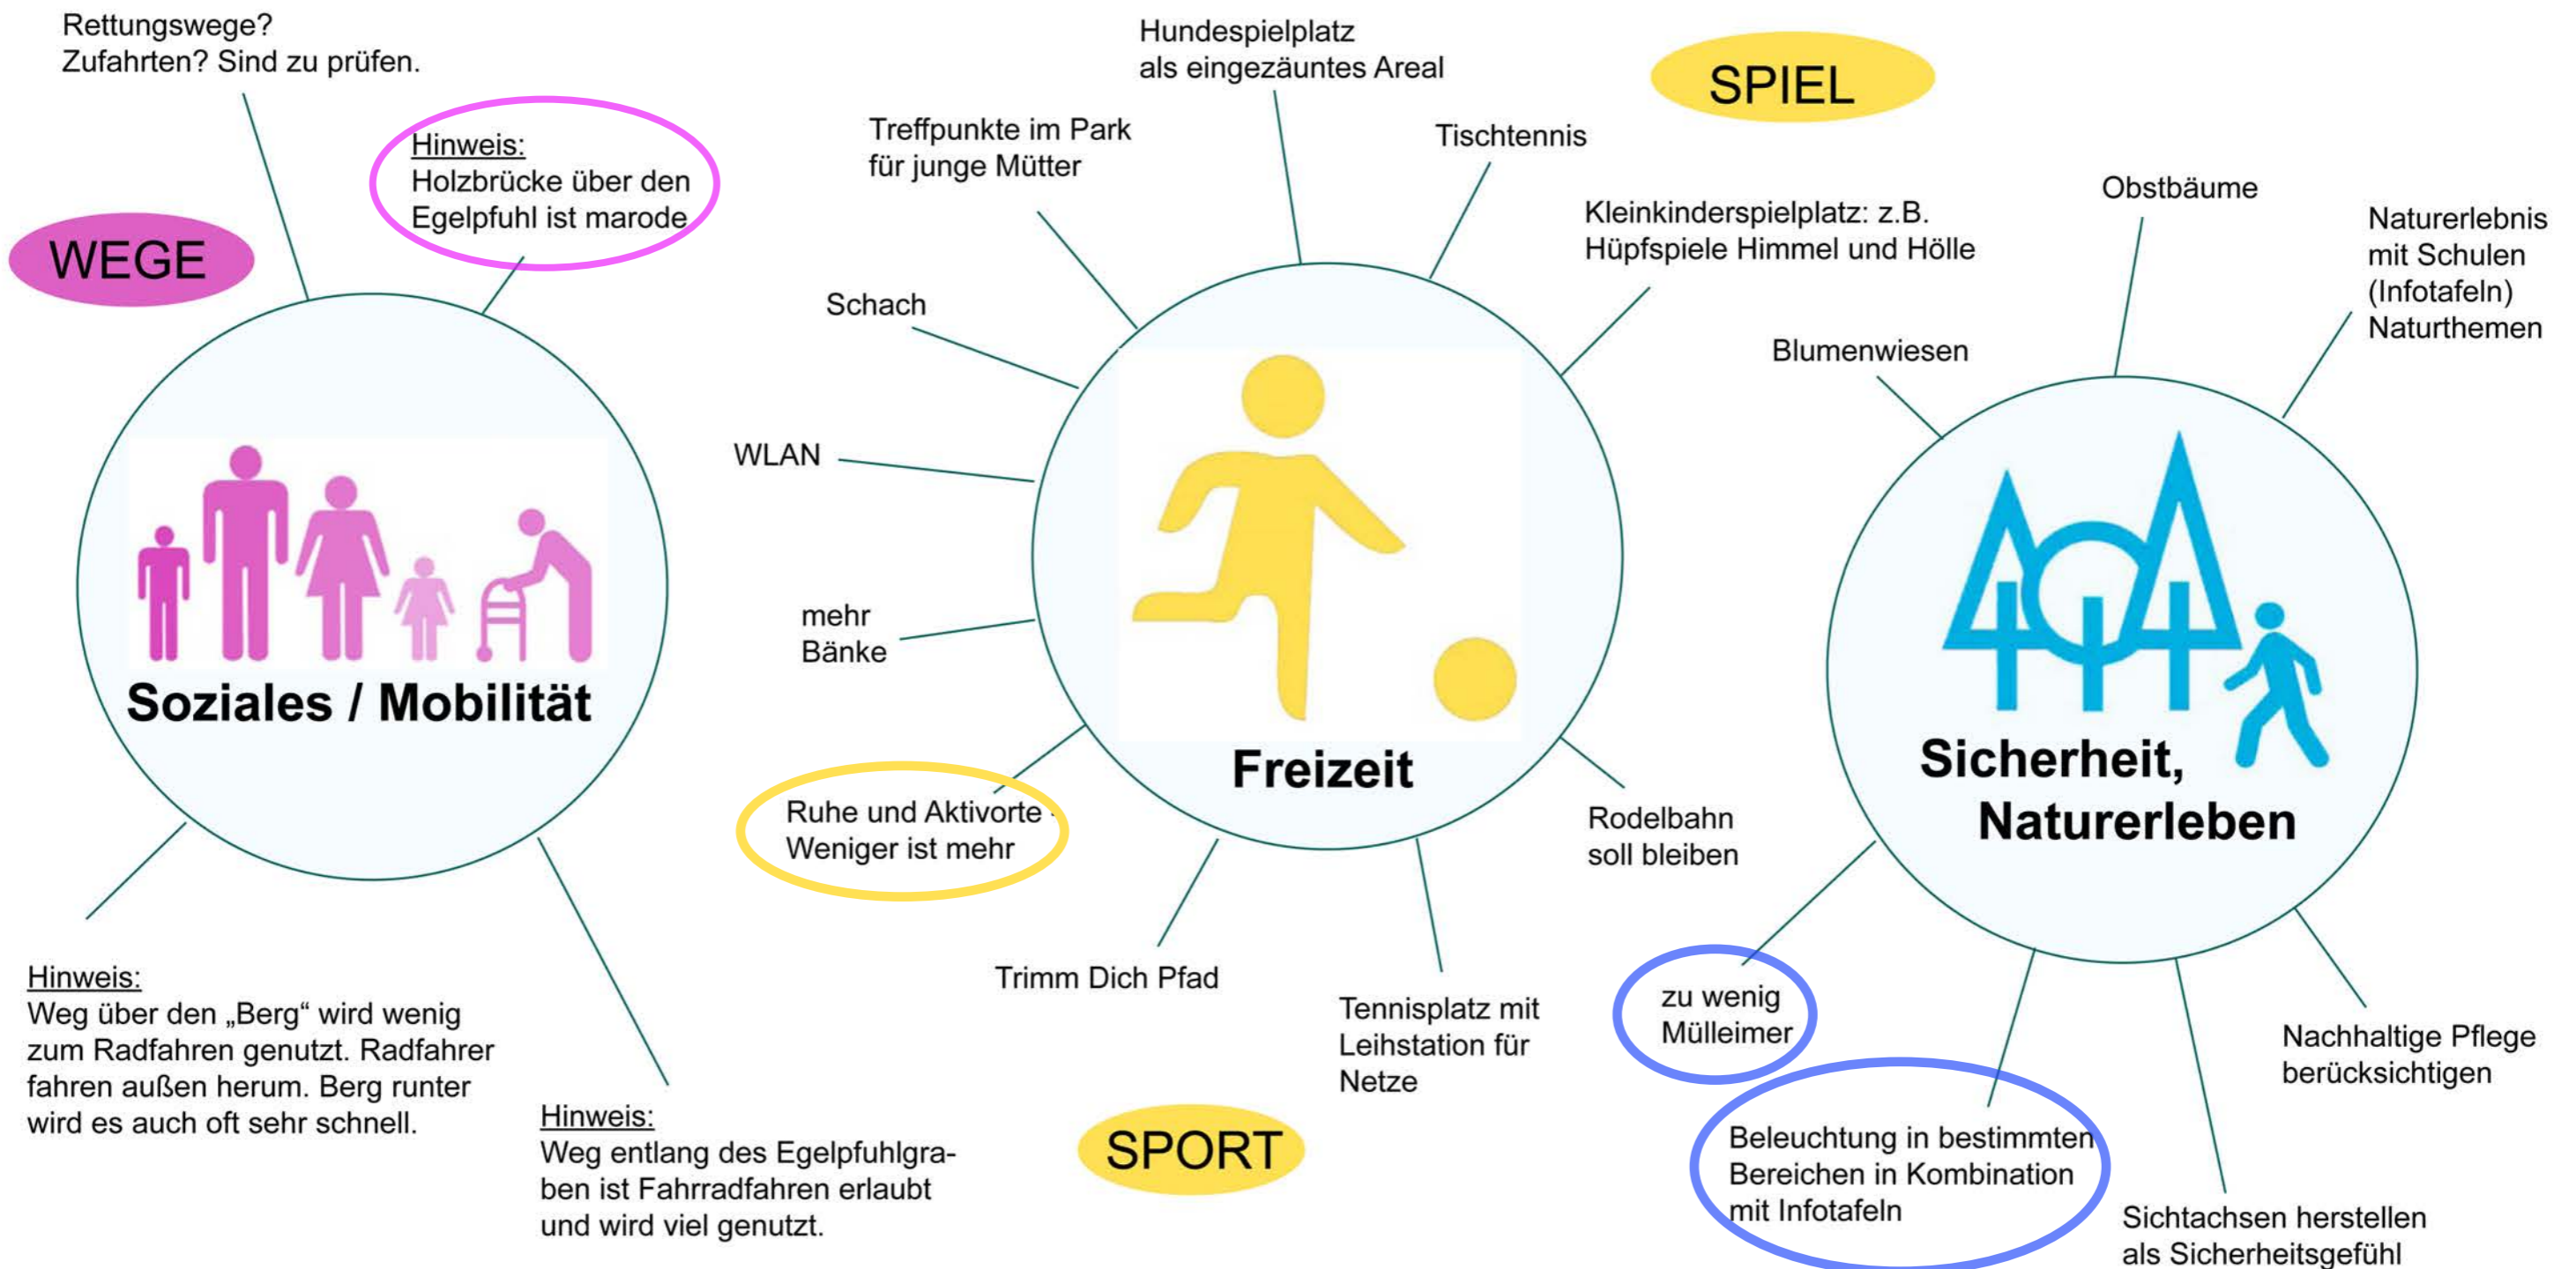 Rettungswege?
Zufahrten? Sind zu prüfen.
Hinweis:
Holzbrücke über den
Egelpfuhl ist marode
WEGE
Soziales / Mobilität
Hinweis:
Weg über den „Berg“ wird wenig
zum Radfahren genutzt. Radfahrer
fahren außen herum. Berg runter
wird es auch oft sehr schnell.
Hinweis:
Weg entlang des Egelpfuhlgra-
ben ist Fahrradfahren erlaubt
und wird viel genutzt.
Hundespielplatz
als eingezäuntes Areal
SPIEL
Treffpunkte im Park
für junge Mütter
Tischtennis
Kleinkinderspielplatz: z.B.
Hüpfspiele Himmel und Hölle
Schach
WLAN
mehr
Bänke
Freizeit
Ruhe und Aktivorte -
Weniger ist mehr
Rodelbahn
soll bleiben
Trimm Dich Pfad
Tennisplatz mit
Leihstation für
Netze
SPORT
Obstbäume
Naturerlebnis
mit Schulen
(Infotafeln)
Naturthemen
Blumenwiesen
Sicherheit,
Naturerleben
zu wenig
Mülleimer
Beleuchtung in bestimmten
Bereichen in Kombination
mit Infotafeln
Nachhaltige Pflege
berücksichtigen
Sichtachsen herstellen
als Sicherheitsgefühl